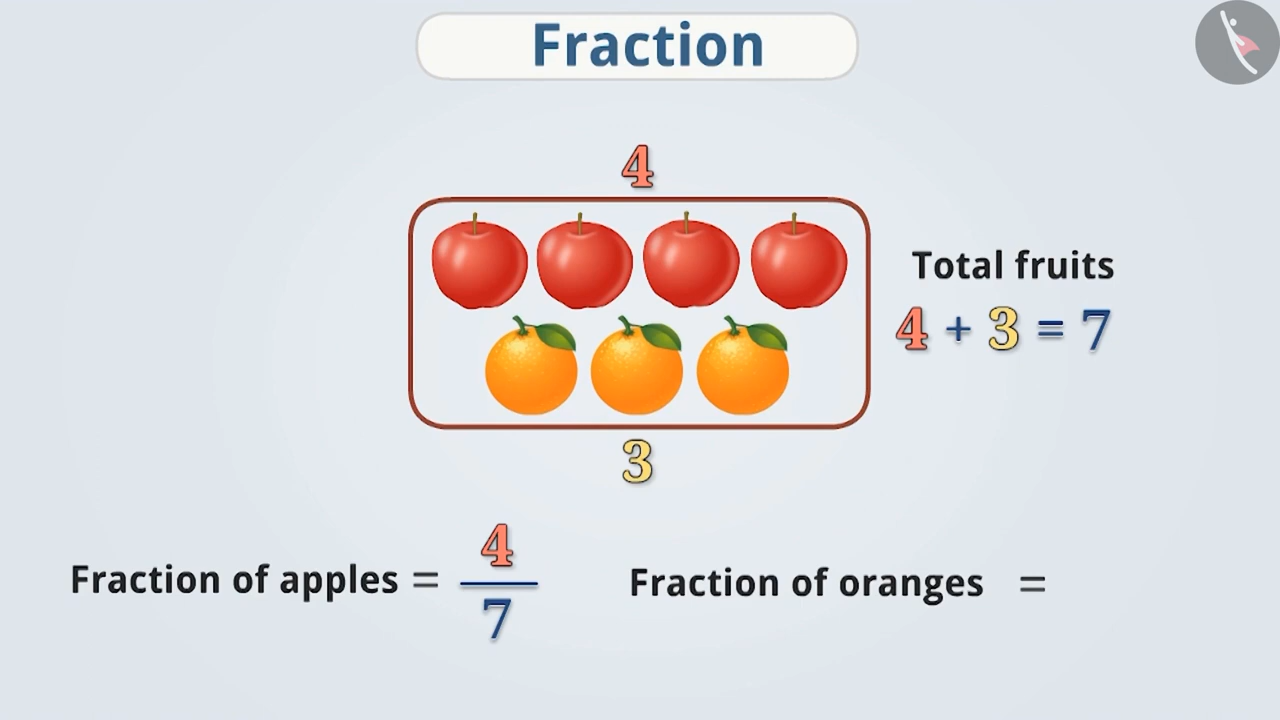 Fraction
4
Total fruits
4 + 3 = 7
3
Fraction of apples = 4/7
Fraction of oranges =